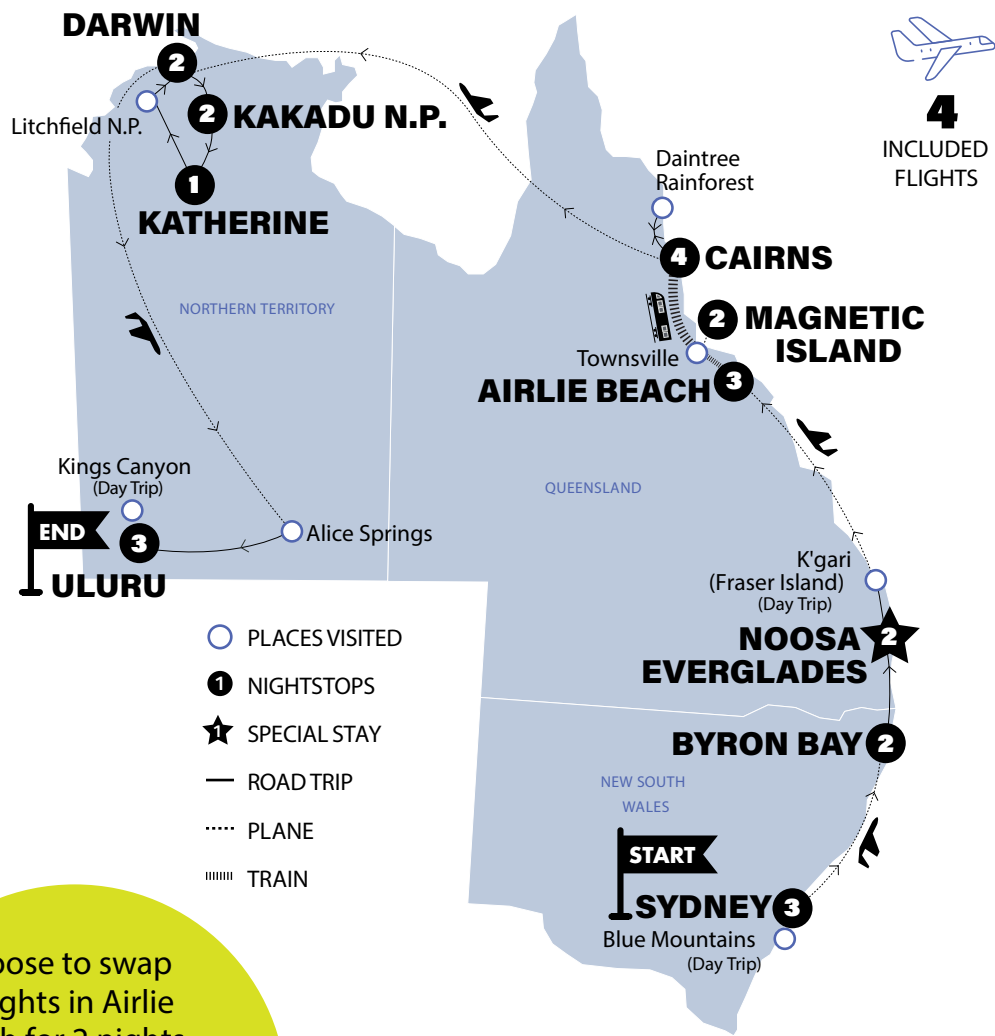 DARWIN
2
Litchfield N.P.
2
KAKADU N.P.
1
KATHERINE
4
INCLUDED
FLIGHTS
Daintree
Rainforest
4
CAIRNS
2
MAGNETIC
ISLAND
Townsville
AIRLIE BEACH
3
NORTHERN TERRITORY
QUEENSLAND
Kings Canyon
(Day Trip)
END
3
ULURU
Alice Springs
K'gari
(Fraser Island)
(Day Trip)
NOOSA
EVERGLADES
2
BYRON BAY
2
NEW SOUTH
WALES
START
SYDNEY
3
Blue Mountains
(Day Trip)
PLACES VISITED
1
NIGHTSTOPS
1
SPECIAL STAY
ROAD TRIP
PLANE
TRAIN
to swap
in Airlie
for